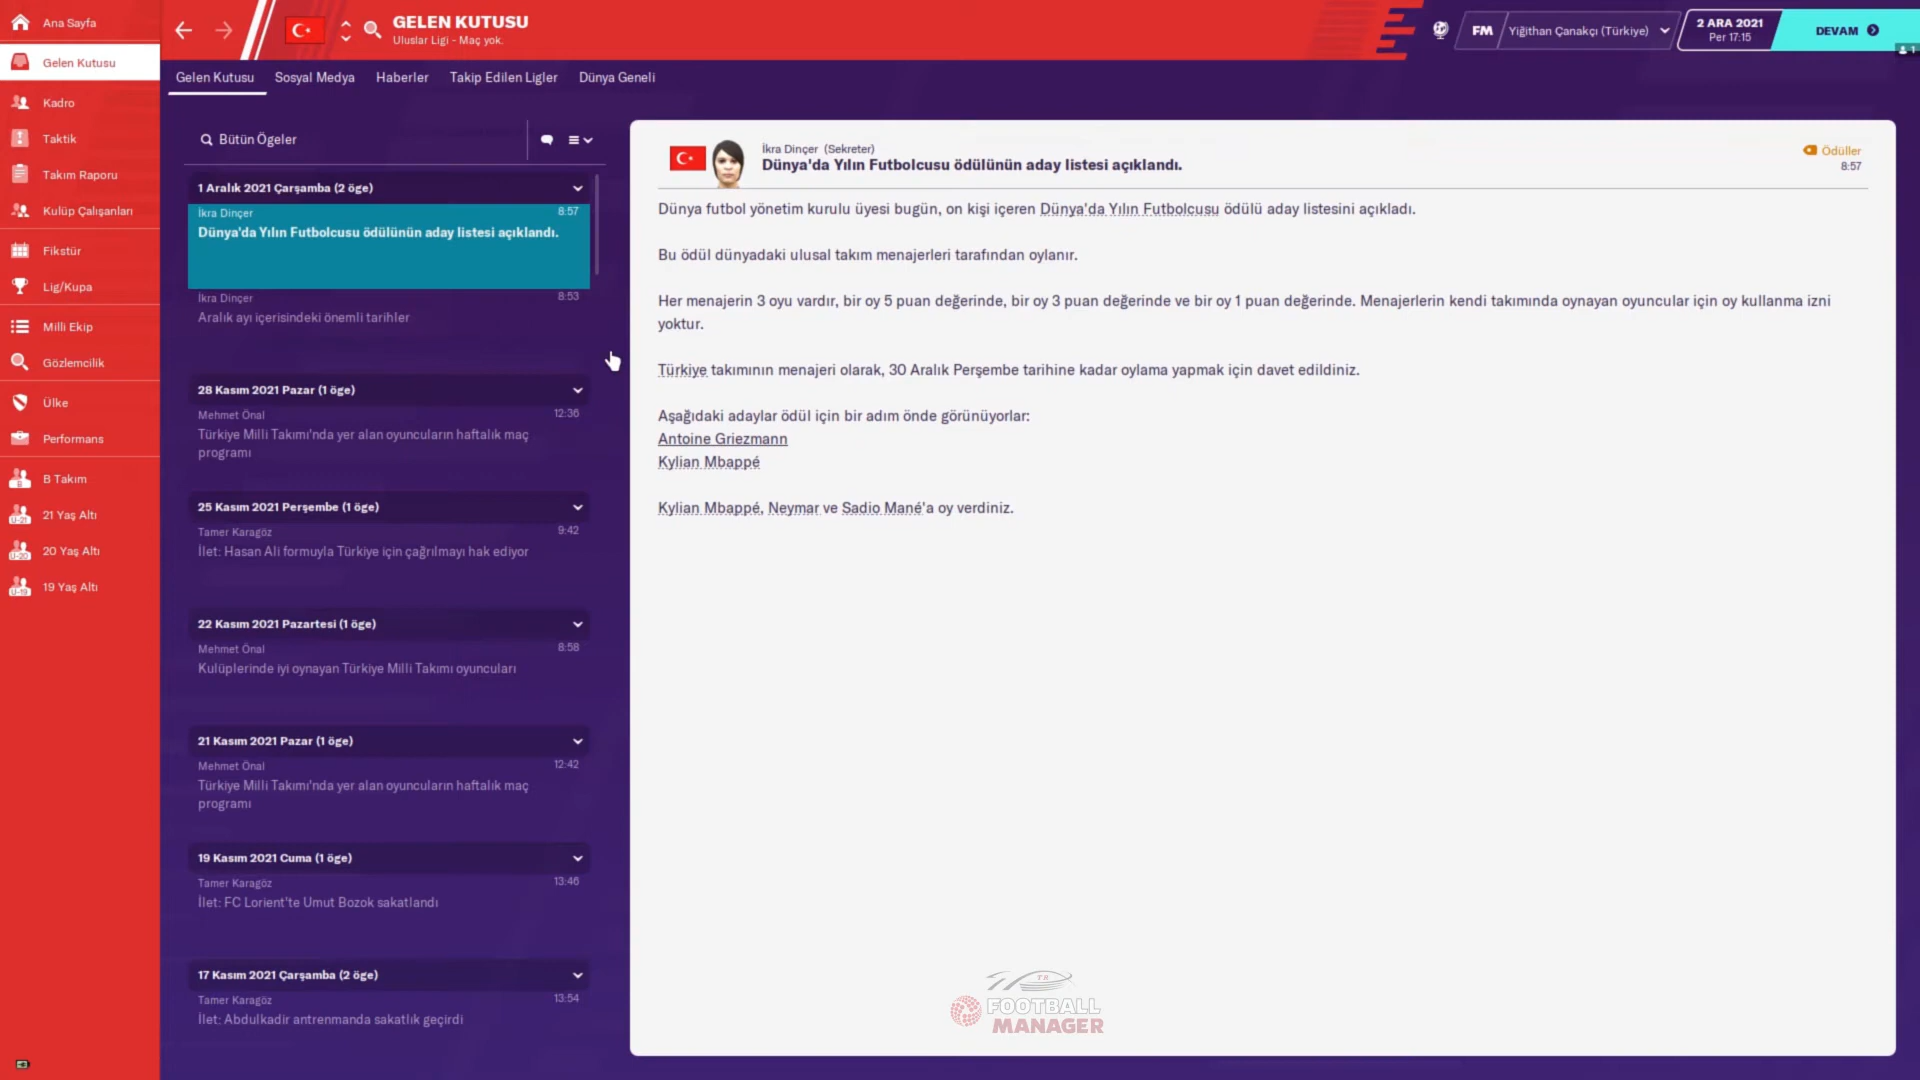 Ana Sayfa
Gelen Kutusu
Kadro
Taktik
Takım Raporu
Kulüp Çalışanları
Fikstür
Lig/Kupa
Milli Ekip
Gözlemcilik
Ülke
Performans
B Takım
21 Yaş Altı
20 Yaş Altı
19 Yaş Altı
GELEN KUTUSU
Uluslar Ligi - Maç yok.
FM Yiğithan Çanakçı (Türkiye)
2 ARA 2021
Per 17:15
DEVAM
1
Gelen Kutusu Sosyal Medya Haberler Takip Edilen Ligler Dünya Geneli
Bütün Ögeler
1 Aralık 2021 Çarşamba (2 öge)
İkra Dinçer 8:57
Dünya'da Yılın Futbolcusu ödülünün aday listesi açıklandı.
İkra Dinçer 8:53
Aralık ayı içerisindeki önemli tarihler
28 Kasım 2021 Pazar (1 öge)
Mehmet Önal 12:36
Türkiye Milli Takımı'nda yer alan oyuncuların haftalık maç
programı
25 Kasım 2021 Perşembe (1 öge)
Tamer Karagöz 9:42
İlet: Hasan Ali formuyla Türkiye için çağrılmayı hak ediyor
22 Kasım 2021 Pazartesi (1 öge)
Mehmet Önal 8:58
Kulüplerinde iyi oynayan Türkiye Milli Takımı oyuncuları
21 Kasım 2021 Pazar (1 öge)
Mehmet Önal 12:42
Türkiye Milli Takımı'nda yer alan oyuncuların haftalık maç
programı
19 Kasım 2021 Cuma (1 öge)
Tamer Karagöz 13:46
İlet: FC Lorient'te Umut Bozok sakatlandı
17 Kasım 2021 Çarşamba (2 öge)
Tamer Karagöz 13:54
İlet: Abdulkadir antrenmanda sakatlık geçirdi
İkra Dinçer (Sekreter)
Dünya'da Yılın Futbolcusu ödülünün aday listesi açıklandı.
Ödüller
8:57
Dünya futbol yönetim kurulu üyesi bugün, on kişi içeren Dünya'da Yılın Futbolcusu ödülü aday listesini açıkladı.
Bu ödül dünyadaki ulusal takım menajerleri tarafından oylanır.
Her menajerin 3 oyu vardır, bir oy 5 puan değerinde, bir oy 3 puan değerinde ve bir oy 1 puan değerinde. Menajerlerin kendi takımında oynayan oyuncular için oy kullanma izni
yoktur.
Türkiye takımının menajeri olarak, 30 Aralık Perşembe tarihine kadar oylama yapmak için davet edildiniz.
Aşağıdaki adaylar ödül için bir adım önde görünüyorlar:
Antoine Griezmann
Kylian Mbappé
Kylian Mbappé, Neymar ve Sadio Mané'a oy verdiniz.
TR
FOOTBALL
MANAGER
U-21
U-20
U-19